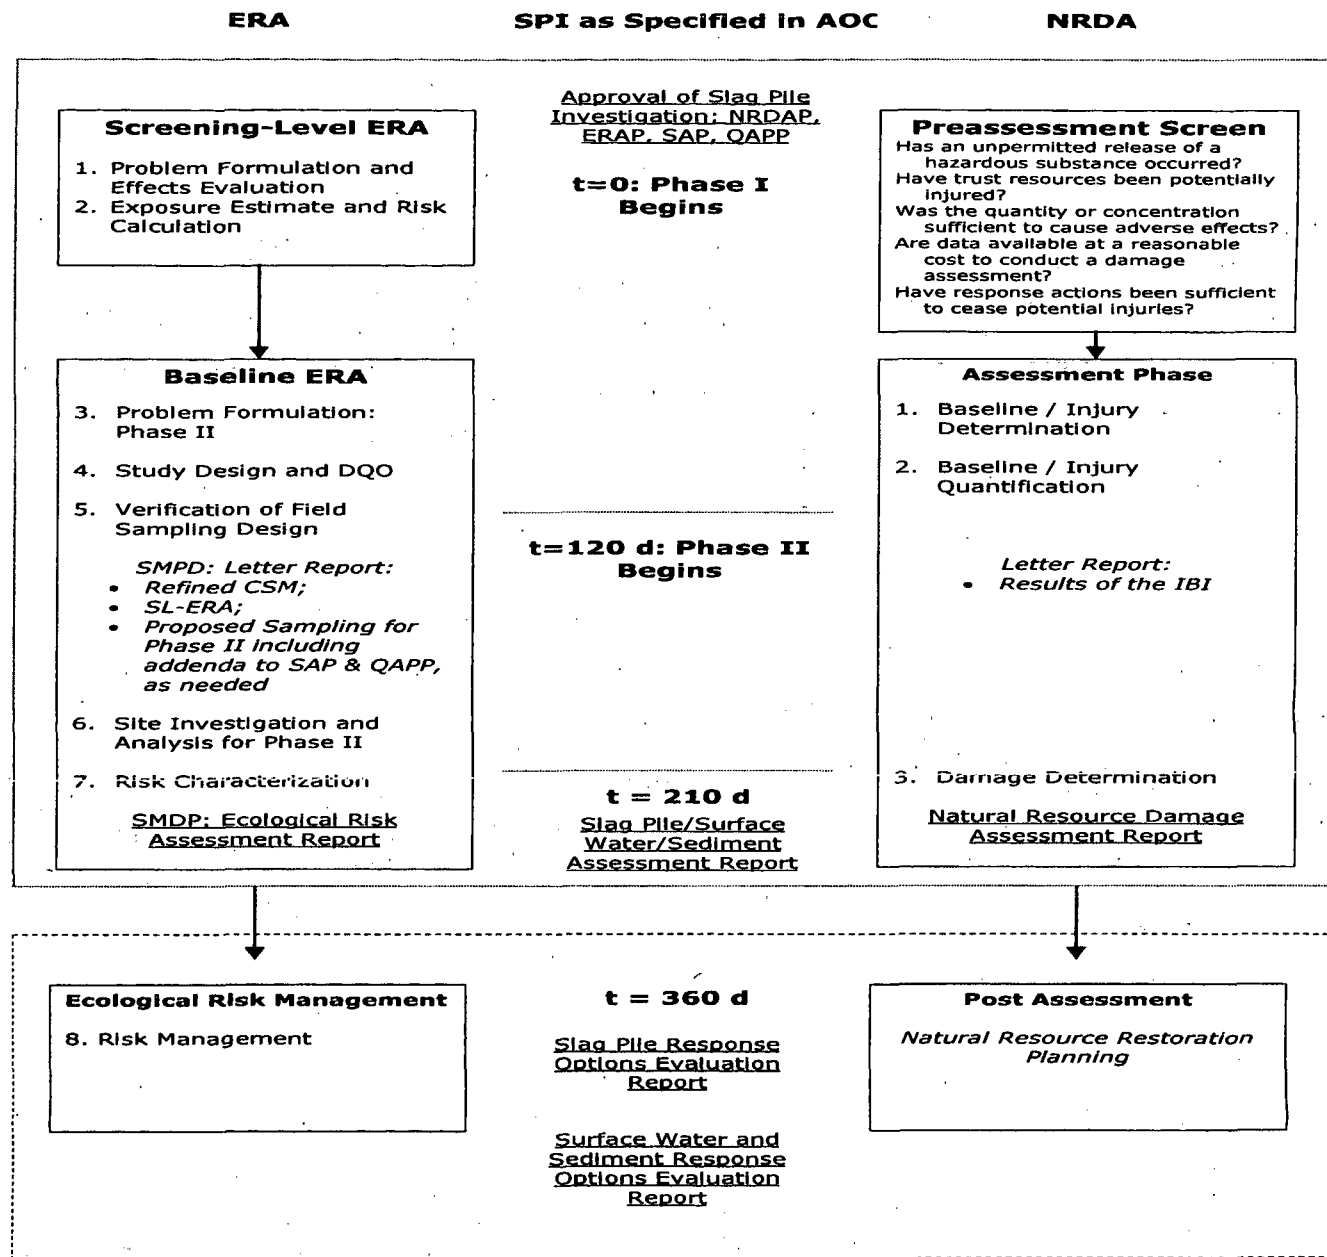 ERA
SPI as Specified in AOC
NRDA
Screening-Level ERA
1. Problem Formulation and
Effects Evaluation
2. Exposure Estimate and Risk
Calculation
Approval of Slag Pile
Investigation: NRDAP,
ERAP, SAP, QAPP
t=0: Phase I
Begins
Preassessment Screen
Has an unpermitted release of a
hazardous substance occurred?
Have trust resources been potentially
injured?
Was the quantity or concentration
sufficient to cause adverse effects?
Are data available at a reasonable
cost to conduct a damage
assessment?
Have response actions been sufficient
to cease potential injuries?
Baseline ERA
3. Problem Formulation:
Phase II
4. Study Design and DQO
5. Verification of Field
Sampling Design
SMPD: Letter Report:
• Refined CSM;
• SL-ERA;
• Proposed Sampling for
Phase II including
addenda to SAP & QAPP,
as needed
6. Site Investigation and
Analysis for Phase II
7. Risk Characterization
SMDP: Ecological Risk
Assessment Report
t=120 d: Phase II
Begins
t = 210 d
Slag Pile/Surface
Water/Sediment
Assessment Report
Assessment Phase
1. Baseline / Injury
Determination
2. Baseline / Injury
Quantification
Letter Report:
• Results of the IBI
3. Damage Determination
Natural Resource Damage
Assessment Report
Ecological Risk Management
8. Risk Management
t = 360 d
Slag Pile Response
Options Evaluation
Report
Surface Water and
Sediment Response
Options Evaluation
Report
Post Assessment
Natural Resource Restoration
Planning